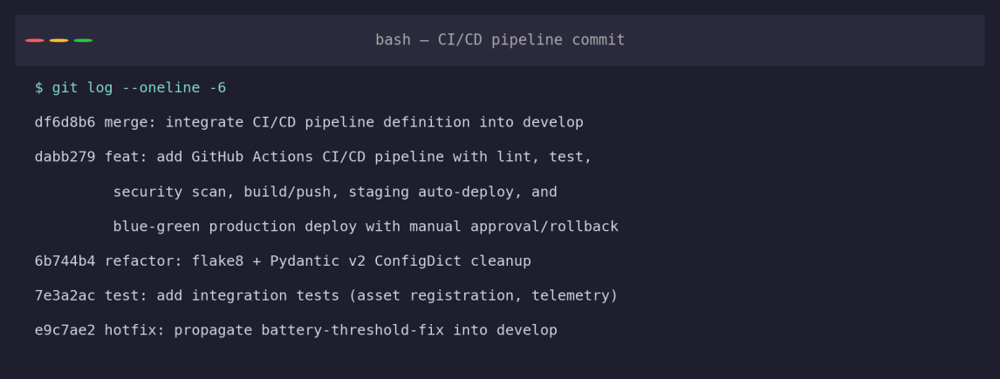 bash — CI/CD pipeline commit
$ git log --oneline -6
df6d8b6 merge: integrate CI/CD pipeline definition into develop
dabb279 feat: add GitHub Actions CI/CD pipeline with lint, test,
security scan, build/push, staging auto-deploy, and
blue-green production deploy with manual approval/rollback
6b744b4 refactor: flake8 + Pydantic v2 ConfigDict cleanup
7e3a2ac test: add integration tests (asset registration, telemetry)
e9c7ae2 hotfix: propagate battery-threshold-fix into develop